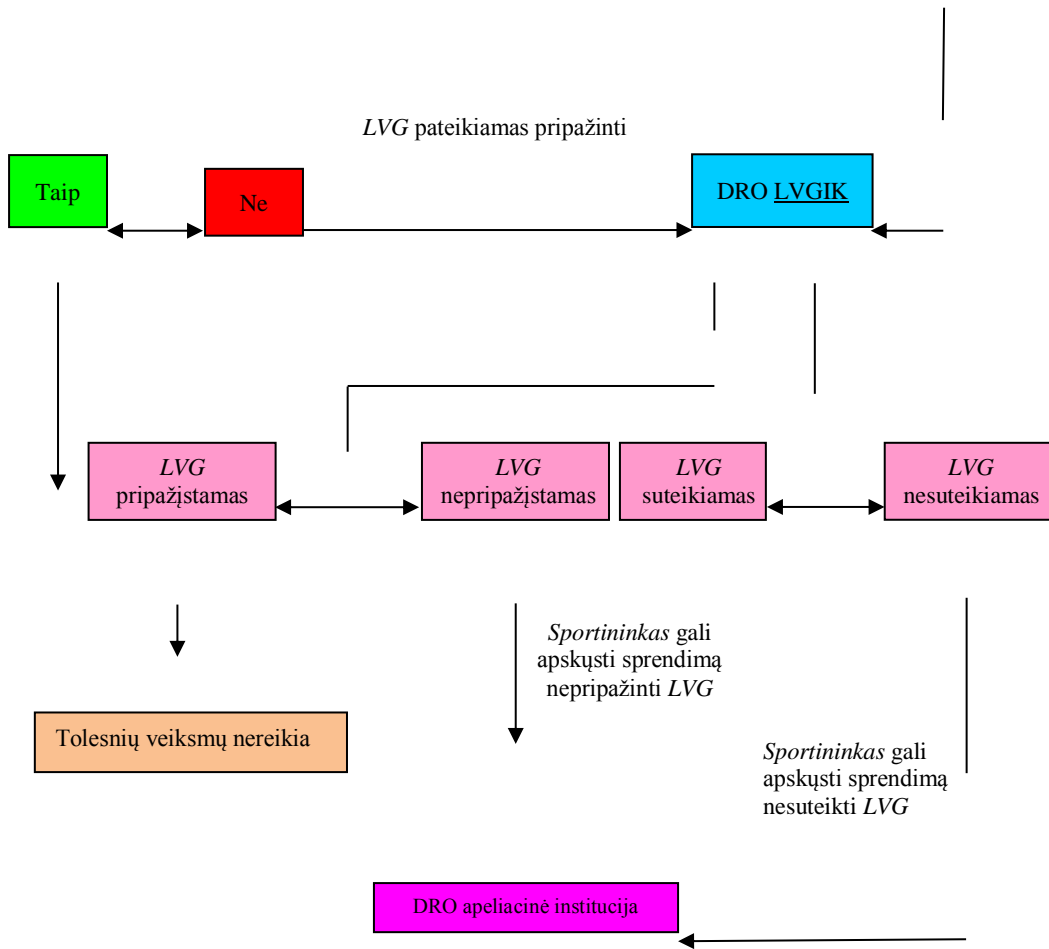 LVG pateikiamas pripažinti
Taip
Ne
DRO LVGIK
LVG
pripažįstamas
LVG
nepripažįstamas
LVG
suteikiamas
LVG
nesuteikiamas
Sportininkas gali
apskųsti sprendimą
nepripažinti LVG
Tolesnių veiksmų nereikia
Sportininkas gali
apskųsti sprendimą
nesuteikti LVG
DRO apeliacinė institucija